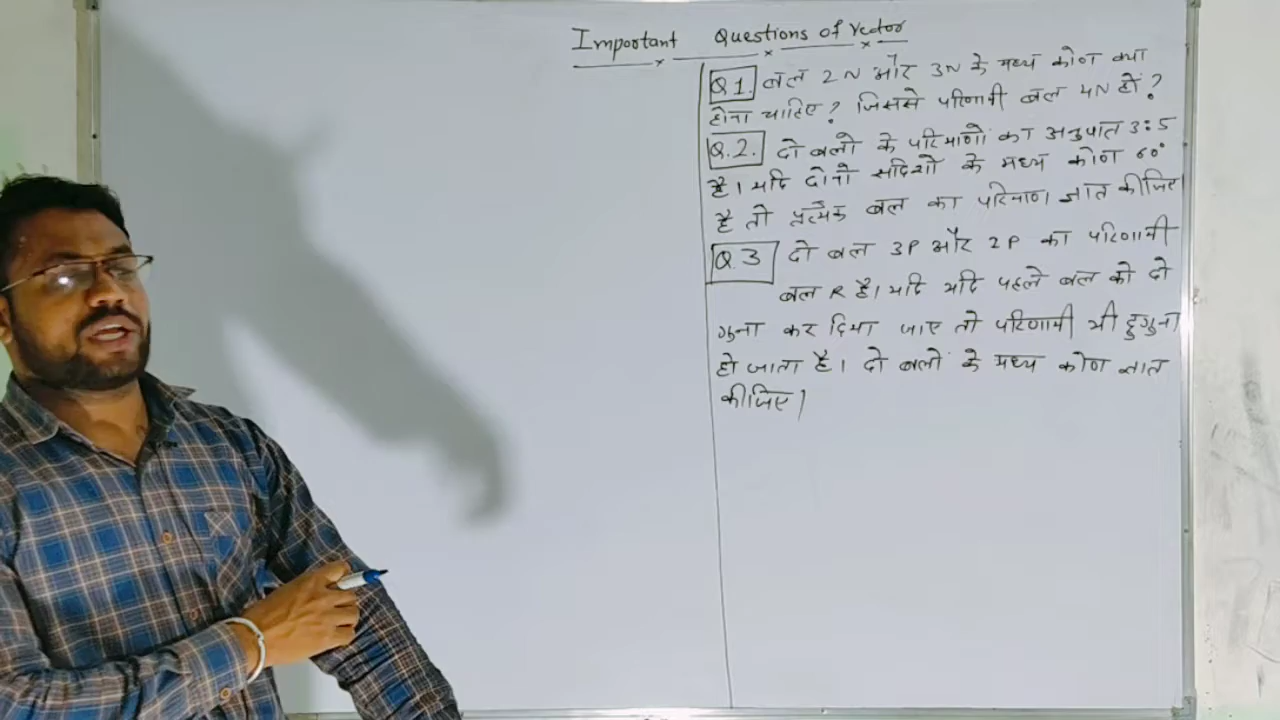 Important Questions of Vector
Q1. बल 2N और 3N के मध्य कोण क्या
होना चाहिए? जिससे परिणामी बल 4N हो?
Q.2. दो बलो के परिमाणों का अनुपात 3:5
है। यदि दोनो सदिशो के मध्य कोण 60°
है तो प्रत्येक बल का परिमाण ज्ञात कीजिए
Q.3 दो बल 3P और 2P का परिणामी
बल R है। यदि यदि पहले बल को दो
गुना कर दिया जाए तो परिणामी भी दुगुना
हो जाता है। दो बलों के मध्य कोण ज्ञात
कीजिए।